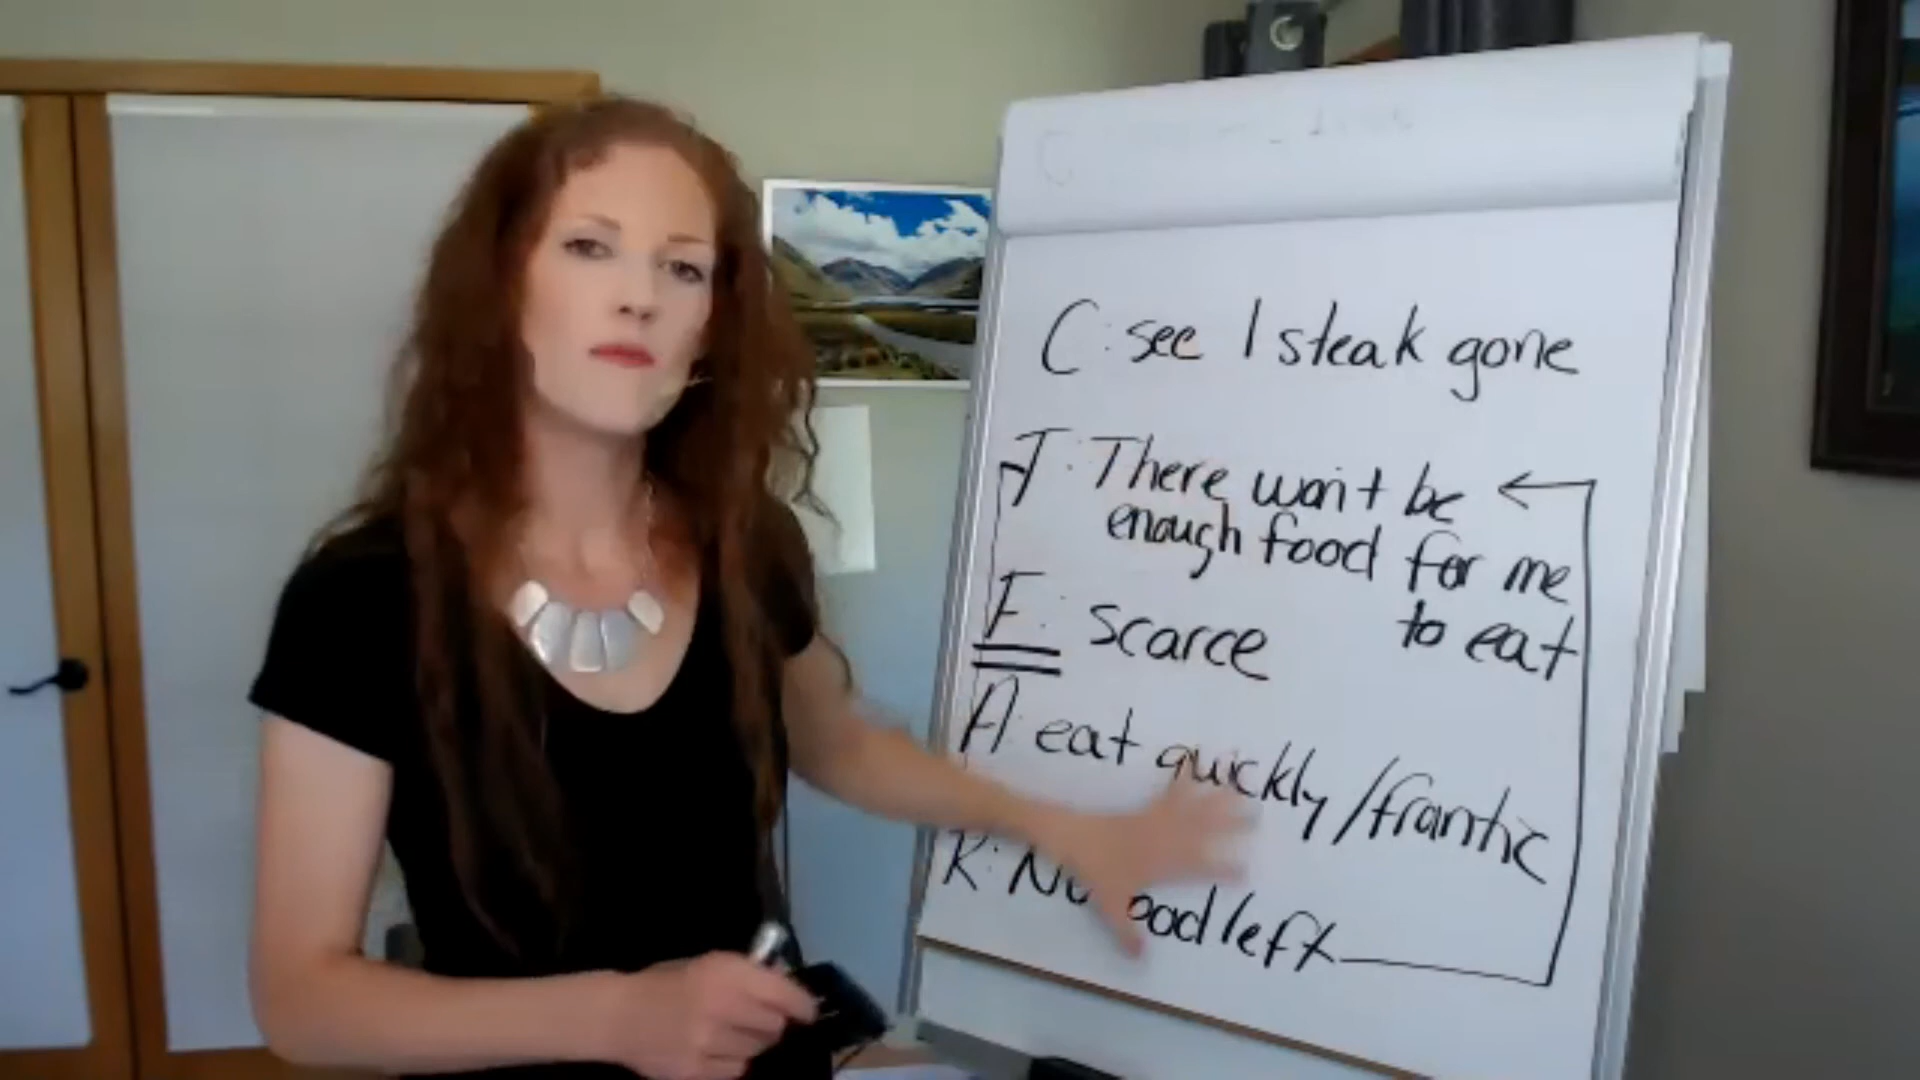 C: see 1 steak gone
T: There won't be
enough food for me
to eat
F: scarce
A: eat quickly/frantic
R: No ood left